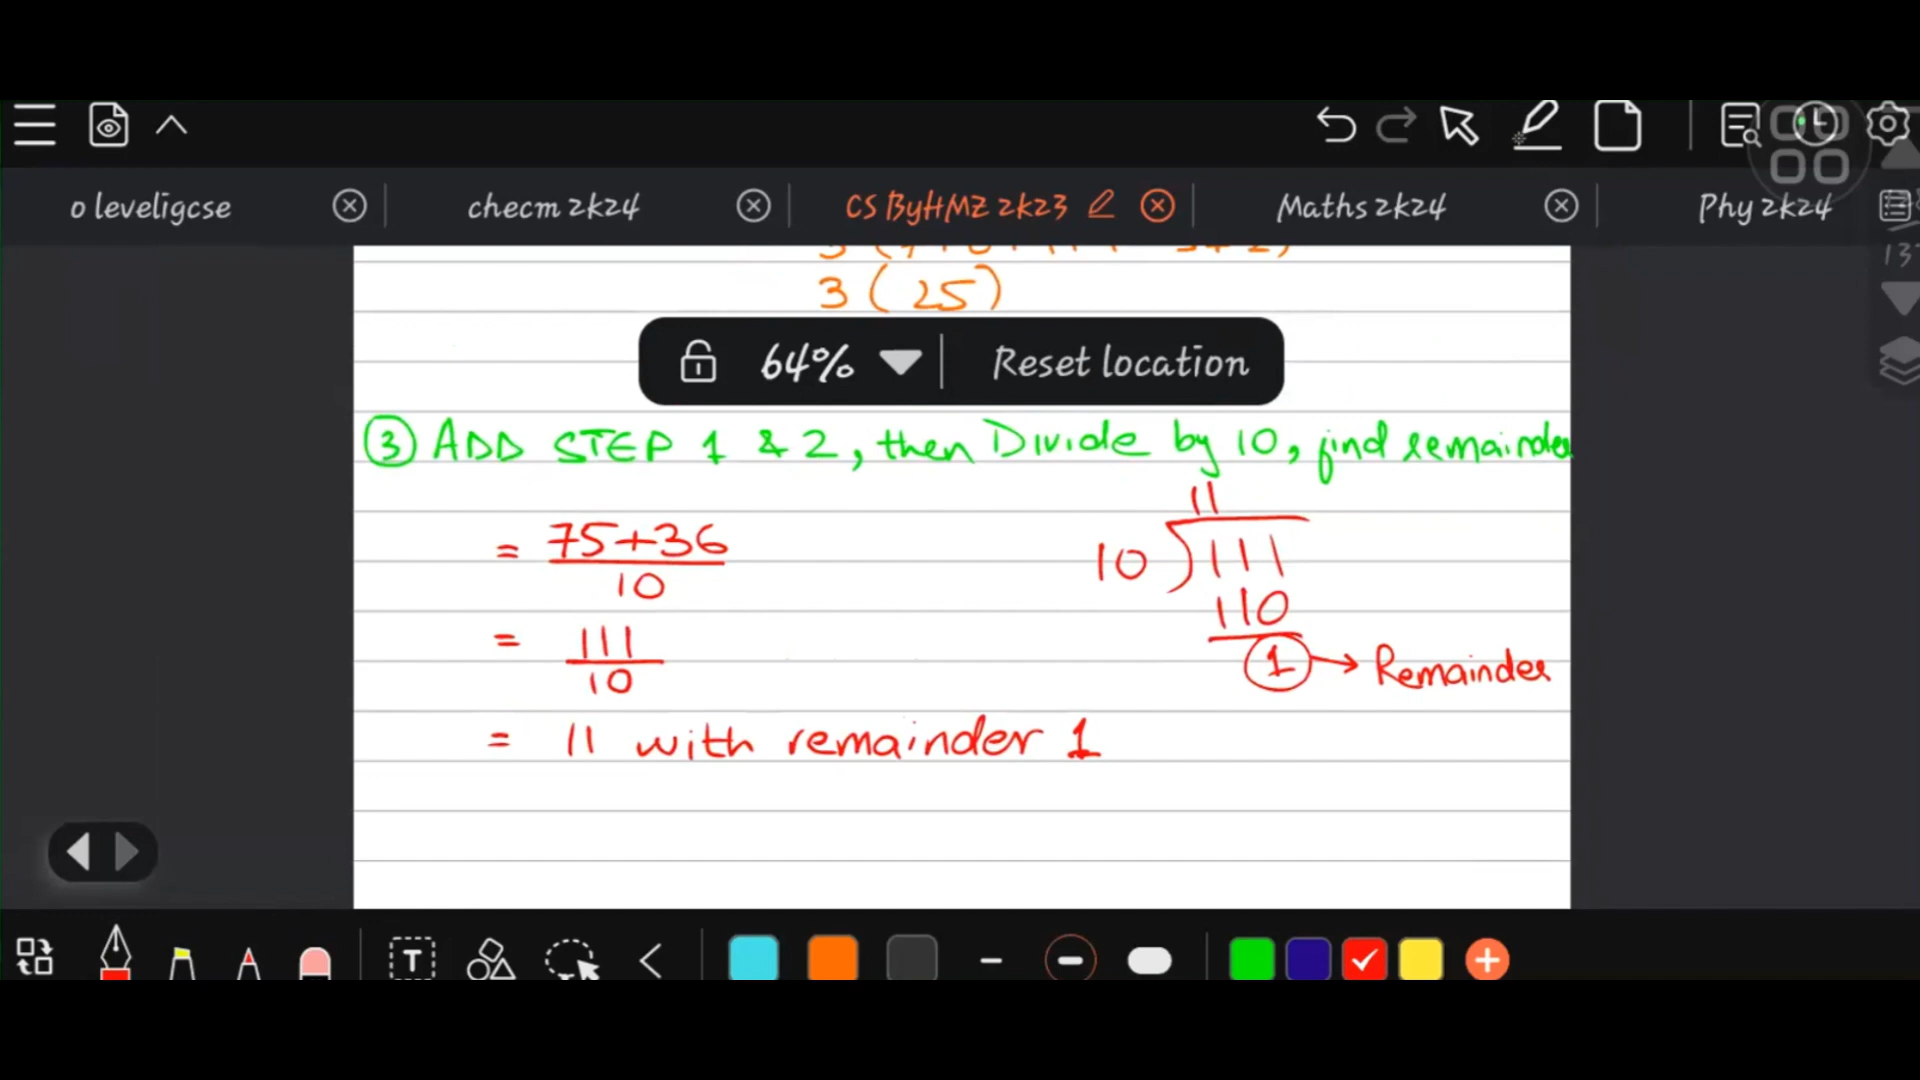 o leveligcse checm 2k24 CS ByHMZ 2k23 Maths 2k24 Phy 2k24
3 ( 25 )
64% Reset location
③ ADD STEP 1 & 2, then Divide by 10, find remainder
= 75+36
10
= 111
10
= 11 with remainder 1
11
10 111
110
1 → Remainder
T